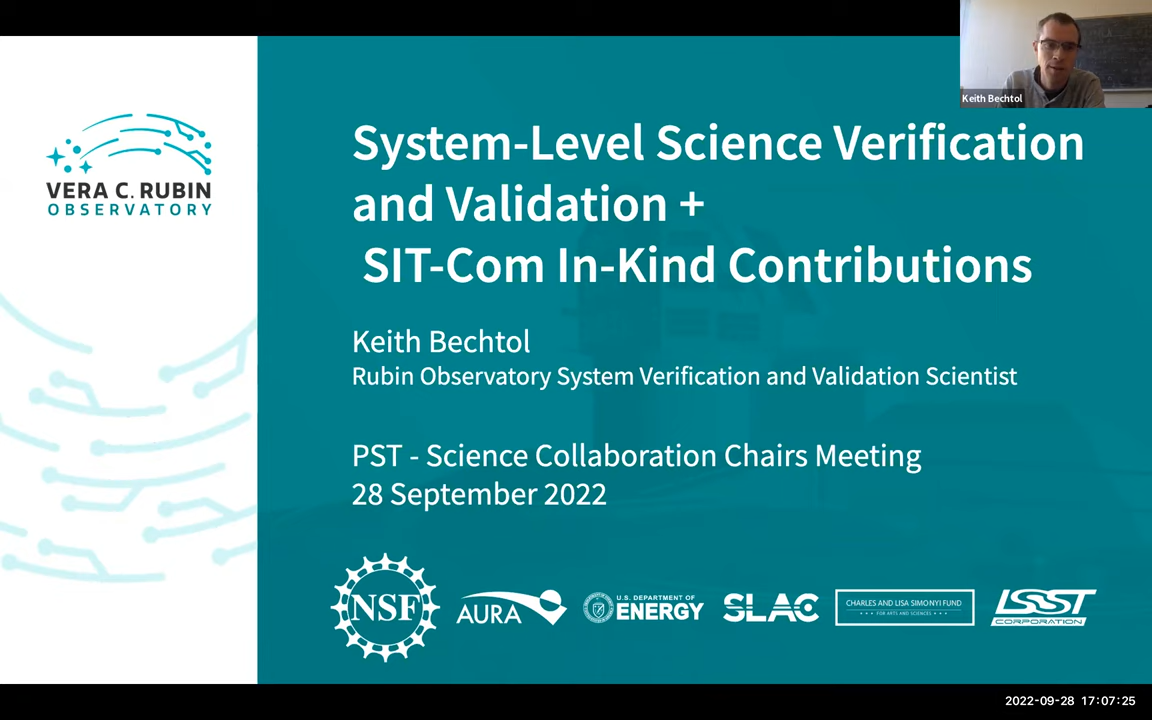 Keith Bechtol
VERA C. RUBIN
OBSERVATORY
System-Level Science Verification
and Validation +
SIT-Com In-Kind Contributions
Keith Bechtol
Rubin Observatory System Verification and Validation Scientist
PST - Science Collaboration Chairs Meeting
28 September 2022
NSF
AURA
U.S. DEPARTMENT OF
ENERGY
SLAC
CHARLES AND LISA SIMONYI FUND
FOR ARTS AND SCIENCES
LSST
CORPORATION
2022-09-28 17:07:25